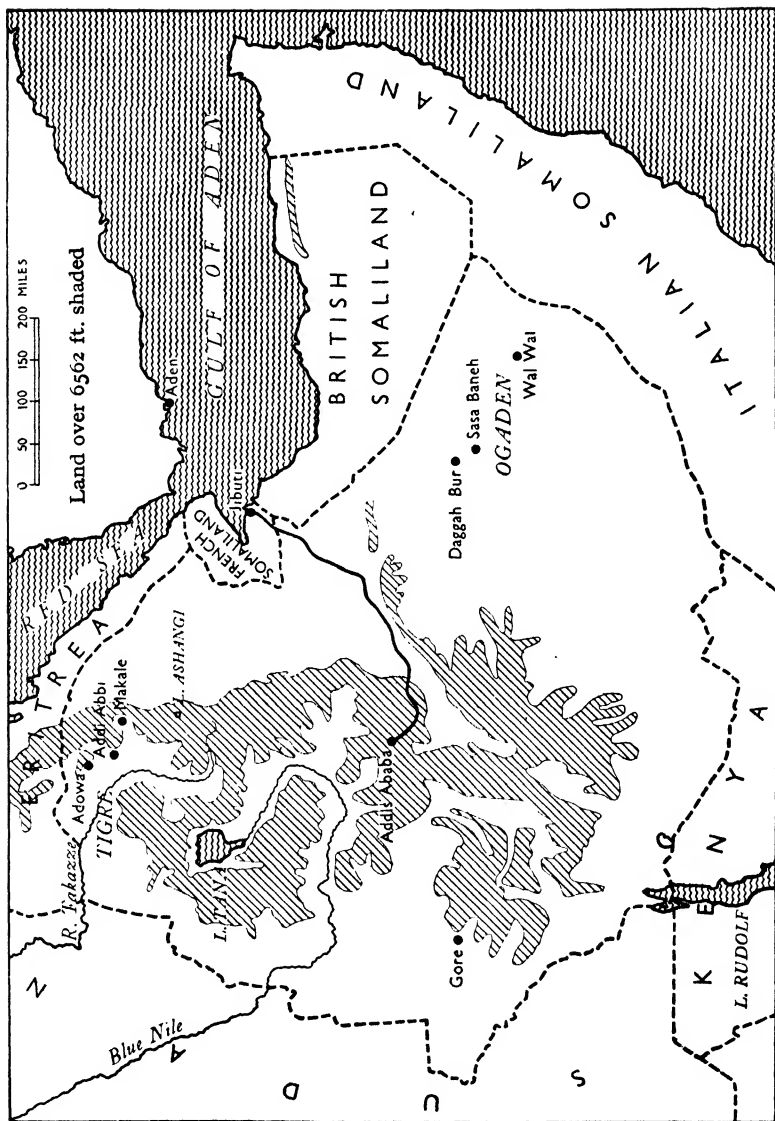 RED SEA
ERITREA
0 50 100 150 200 MILES
Land over 6562 ft. shaded
Aden
GULF OF ADEN
R. Takazze
Adowa
Addi Abbi
Makale
TIGRE
L. ASHANGI
L. TANA
FRENCH
SOMALILAND
Jibuti
BRITISH
SOMALILAND
Blue Nile
SUDAN
Addis Ababa
Gore
Daggah Bur
Sasa Baneh
OGADEN
Wal Wal
ITALIAN SOMALILAND
KENYA
L. RUDOLF